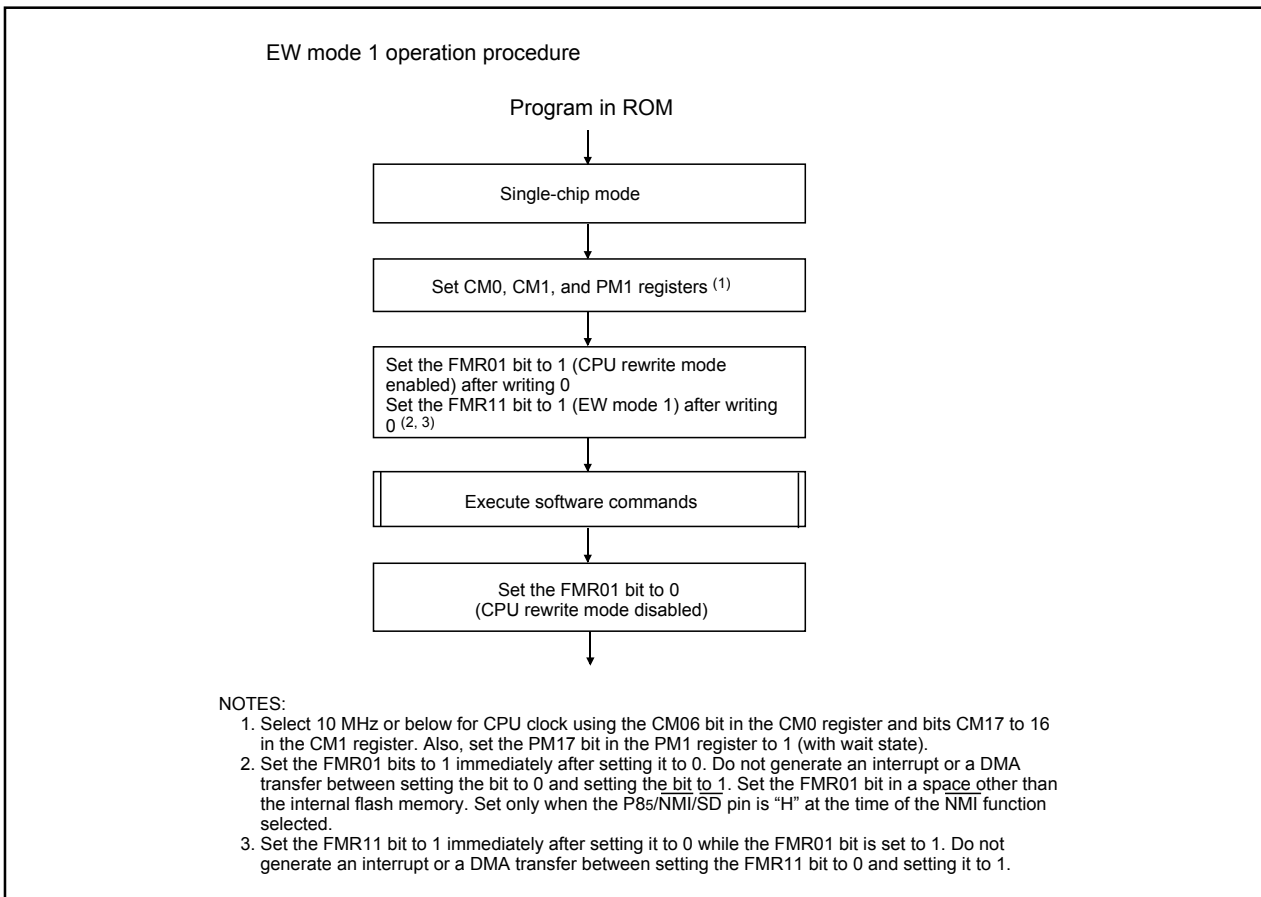 EW mode 1 operation procedure
Program in ROM
Single-chip mode
Set CM0, CM1, and PM1 registers (1)
Set the FMR01 bit to 1 (CPU rewrite mode
enabled) after writing 0
Set the FMR11 bit to 1 (EW mode 1) after writing
0 (2, 3)
Execute software commands
Set the FMR01 bit to 0
(CPU rewrite mode disabled)
NOTES:
1. Select 10 MHz or below for CPU clock using the CM06 bit in the CM0 register and bits CM17 to 16
in the CM1 register. Also, set the PM17 bit in the PM1 register to 1 (with wait state).
2. Set the FMR01 bits to 1 immediately after setting it to 0. Do not generate an interrupt or a DMA
transfer between setting the bit to 0 and setting the bit to 1. Set the FMR01 bit in a space other than
the internal flash memory. Set only when the P85/NMI/SD pin is “H” at the time of the NMI function
selected.
3. Set the FMR11 bit to 1 immediately after setting it to 0 while the FMR01 bit is set to 1. Do not
generate an interrupt or a DMA transfer between setting the FMR11 bit to 0 and setting it to 1.